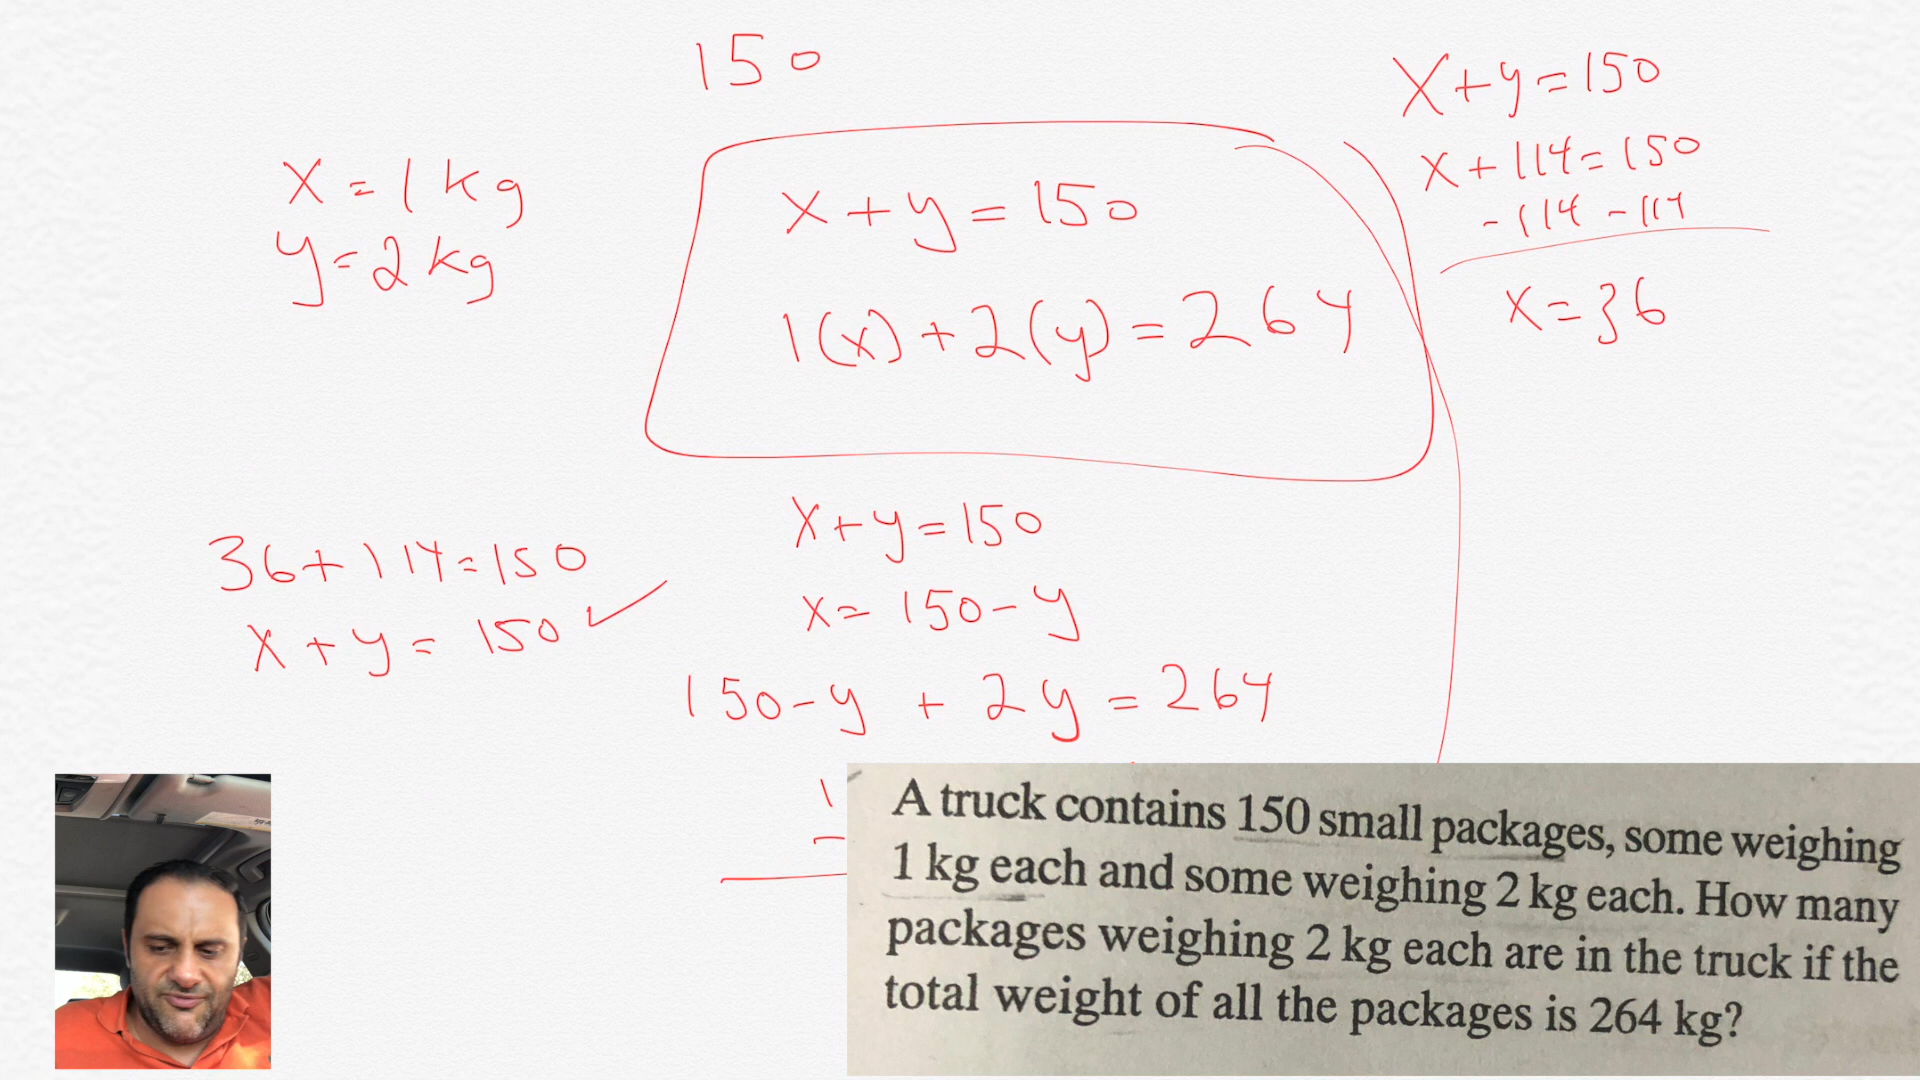 150
x = 1 kg
y = 2 kg
x + y = 150
1(x) + 2(y) = 264
x + y = 150
x + 114 = 150
- 114 - 114
x = 36
x + y = 150
x = 150 - y
150 - y + 2y = 264
36 + 114 = 150
x + y = 150 ✓
1
-
A truck contains 150 small packages, some weighing
1 kg each and some weighing 2 kg each. How many
packages weighing 2 kg each are in the truck if the
total weight of all the packages is 264 kg?